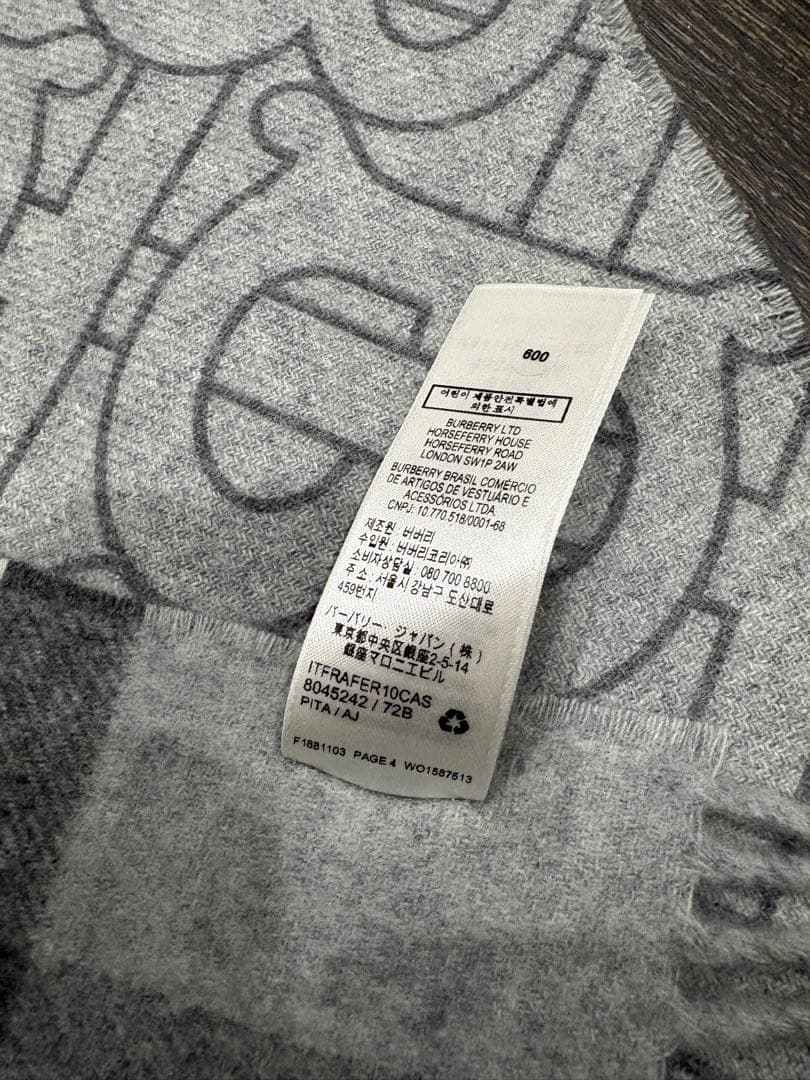 600
어린이 제품안전특별법에
의한 표시
BURBERRY LTD
HORSEFERRY HOUSE
HORSEFERRY ROAD
LONDON SW1P 2AW
BURBERRY BRASIL COMÉRCIO
DE ARTIGOS DE VESTUÁRIO E
ACESSÓRIOS LTDA
CNPJ: 10.770.518/0001-68
제조원 : 버버리
수입원 : 버버리코리아㈜
소비자상담실 : 080 700 8800
주 소 : 서울시 강남구 도산대로
459번지
バーバリー・ジャパン ( 株 )
東京都中央区銀座2-5-14
銀座マロニエビル
ITFRAFER10CAS
8045242 / 72B
PITA / AJ
F1881103 PAGE 4 WO1587613